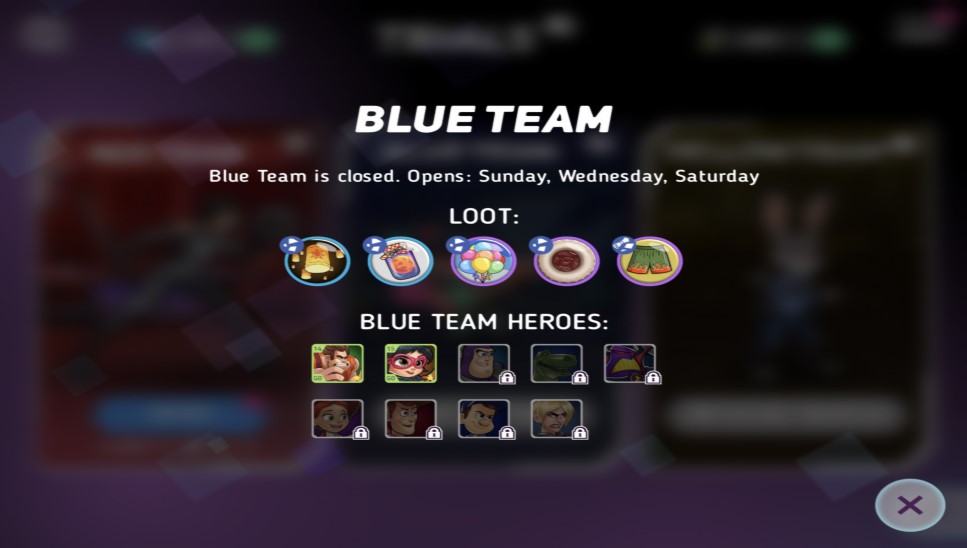 BLUE TEAM
Blue Team is closed. Opens: Sunday, Wednesday, Saturday
LOOT:
BLUE TEAM HEROES: